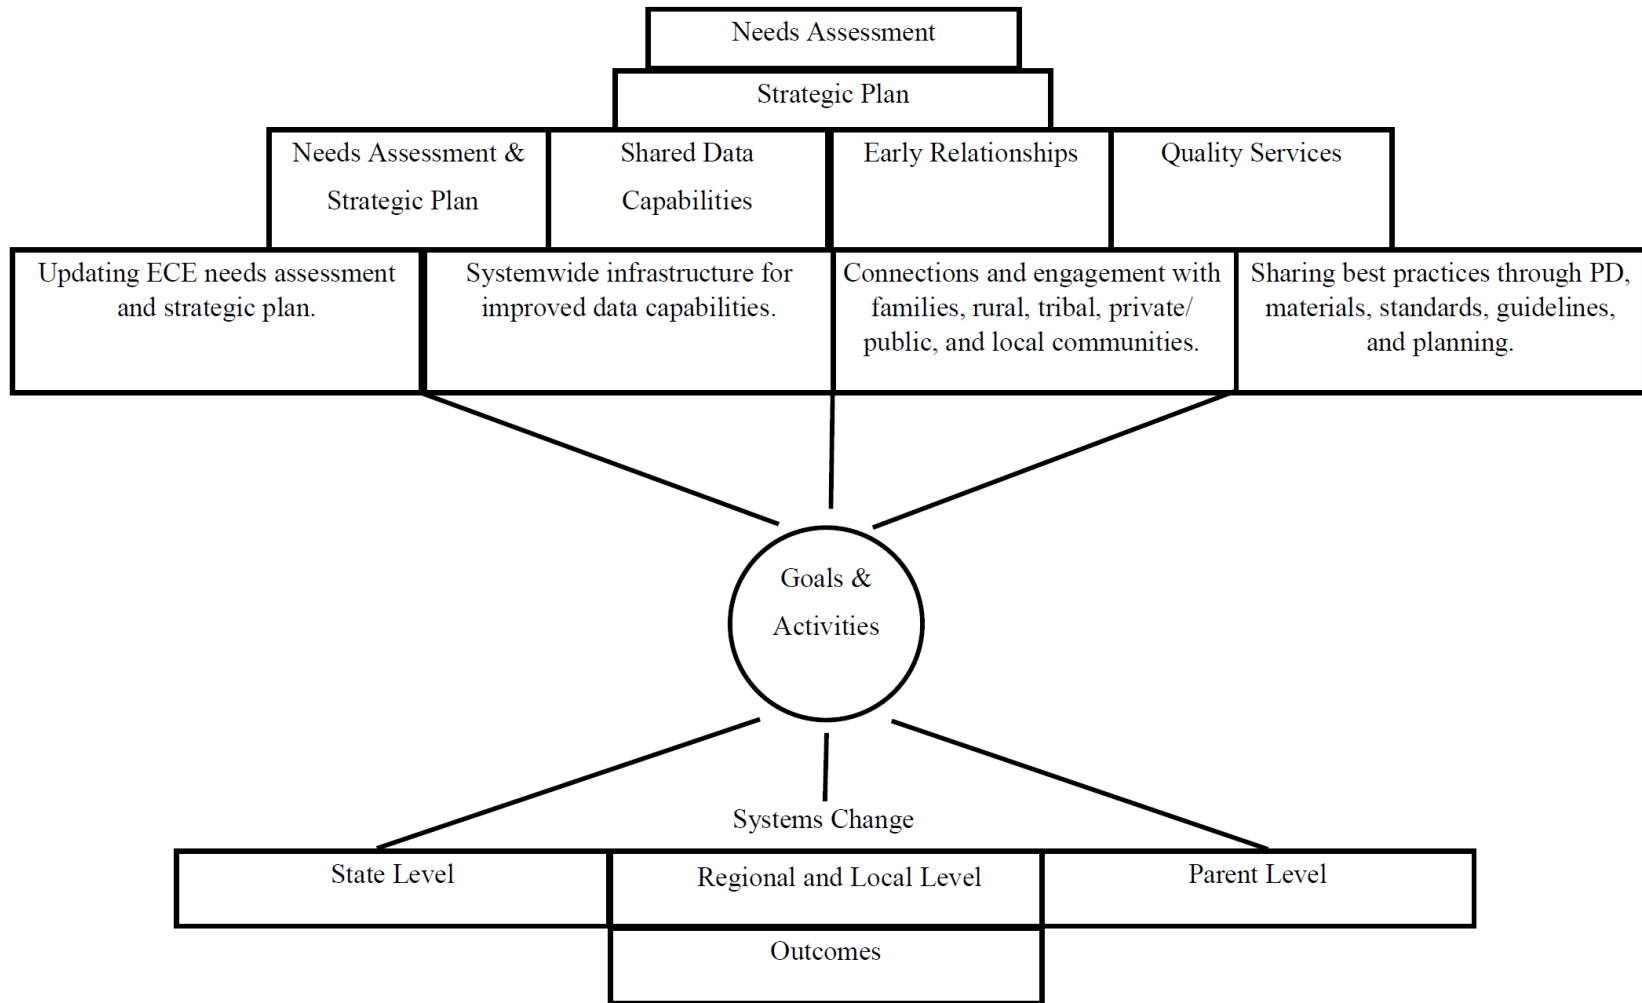 Needs Assessment
Strategic Plan
Needs Assessment &
Strategic Plan
Shared Data
Capabilities
Early Relationships
Quality Services
Updating ECE needs assessment
and strategic plan.
Systemwide infrastructure for
improved data capabilities.
Connections and engagement with
families, rural, tribal, private/
public, and local communities.
Sharing best practices through PD,
materials, standards, guidelines,
and planning.
Goals &
Activities
Systems Change
State Level
Regional and Local Level
Parent Level
Outcomes